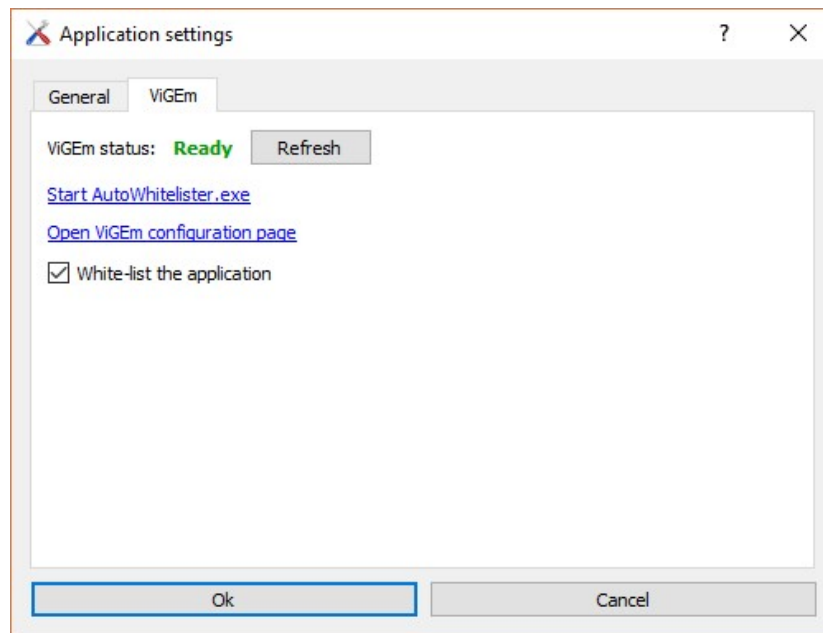 Application settings
?
General ViGEm
ViGEm status: Ready Refresh
Start AutoWhitelister.exe
Open ViGEm configuration page
White-list the application
Ok Cancel